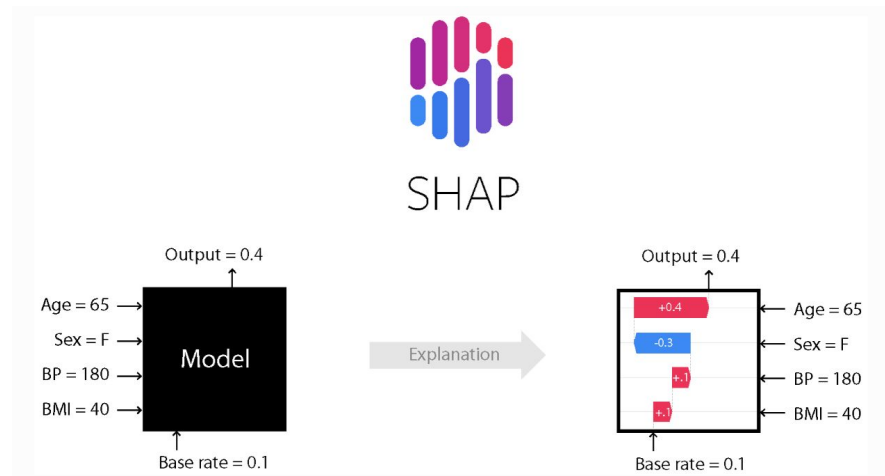 SHAP
Output = 0.4
Age = 65
Sex = F
BP = 180
BMI = 40
Model
Base rate = 0.1
Explanation
Output = 0.4
+0.4
-0.3
+.1
+.1
Age = 65
Sex = F
BP = 180
BMI = 40
Base rate = 0.1